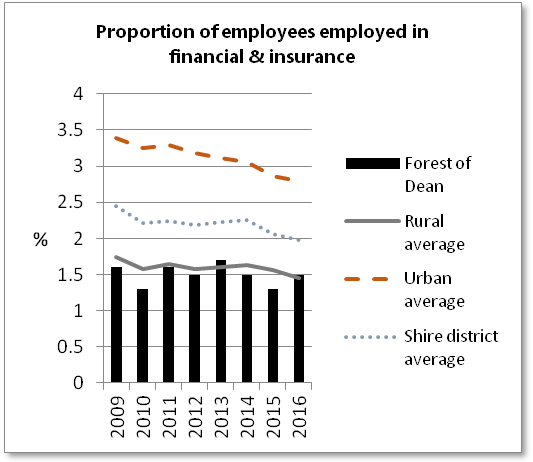 Proportion of employees employed in
financial & insurance
4
3.5
3
2.5
2
1.5
1
0.5
0
%
2009
2010
2011
2012
2013
2014
2015
2016
Forest of
Dean
Rural
average
Urban
average
Shire district
average